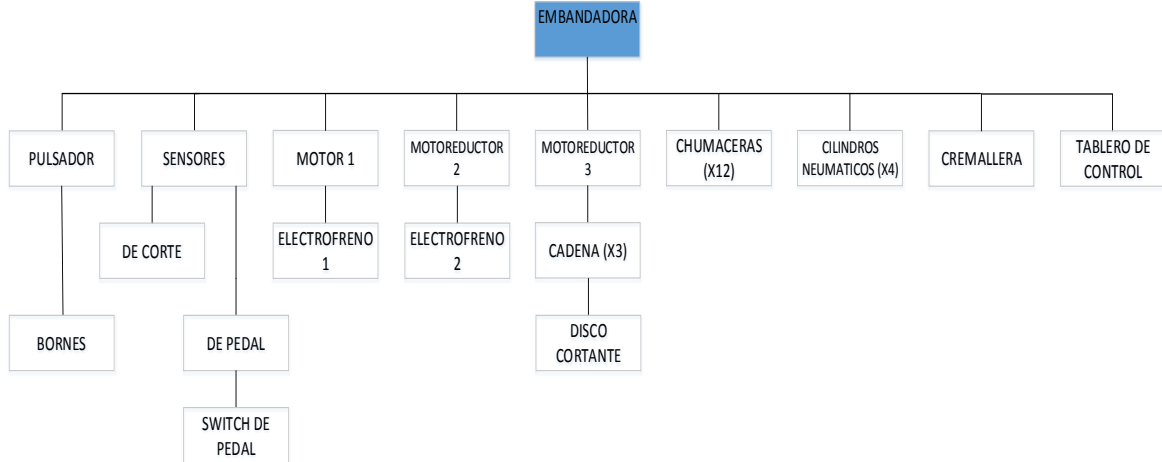 EMBANDADORA
PULSADOR
SENSORES
MOTOR 1
MOTOREDUCTOR
2
MOTOREDUCTOR
3
CHUMACERAS
(X12)
CILINDROS
NEUMATICOS (X4)
CREMALLERA
TABLERO DE
CONTROL
DE CORTE
ELECTROFRENO
1
ELECTROFRENO
2
CADENA (X3)
BORNES
DE PEDAL
DISCO
CORTANTE
SWITCH DE
PEDAL